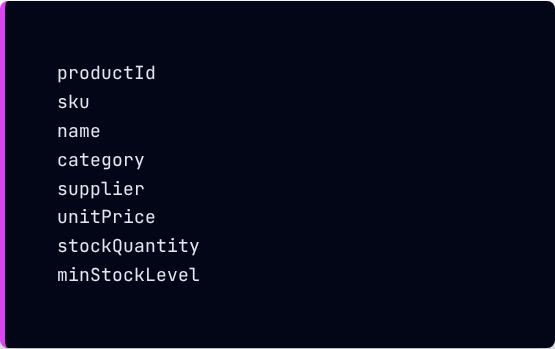 productId
sku
name
category
supplier
unitPrice
stockQuantity
minStockLevel